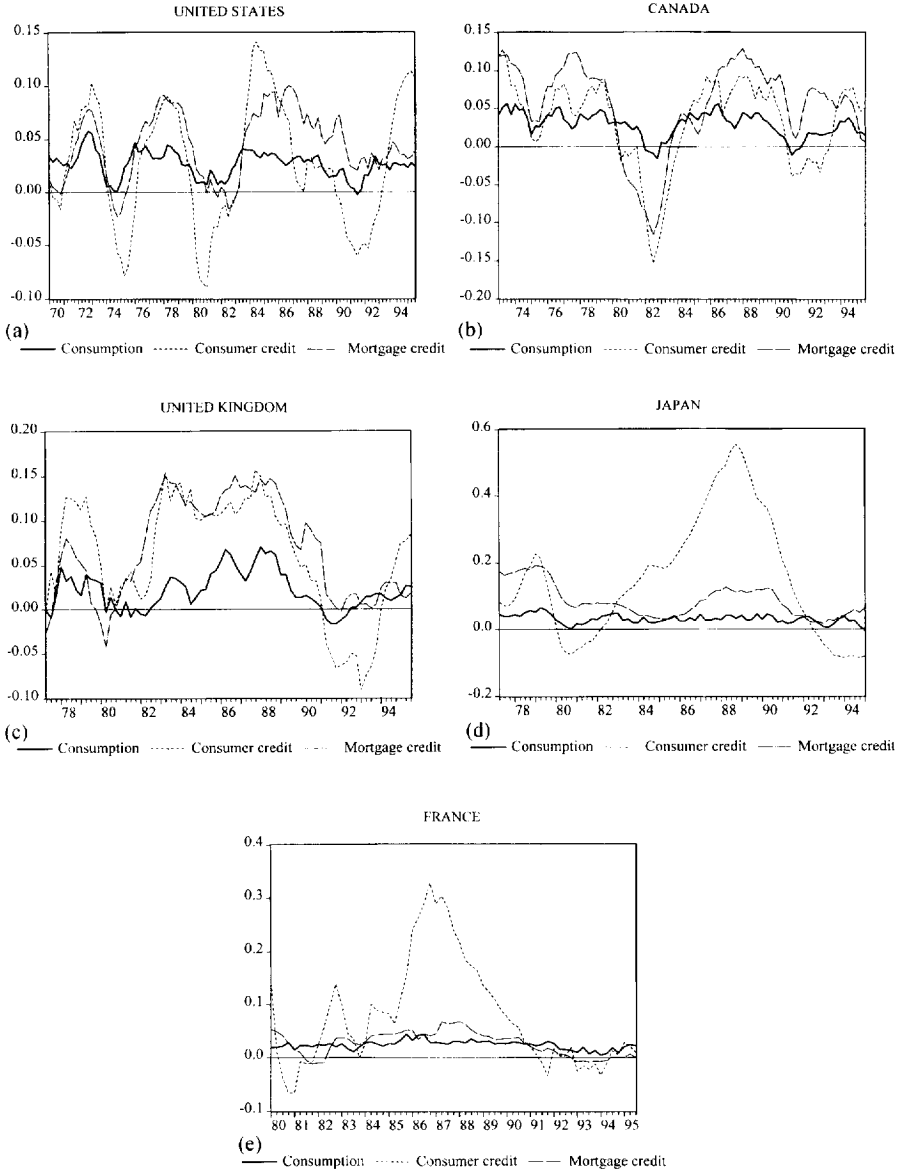 UNITED STATES
0.15
0.10
0.05
0.00
-0.05
-0.10
70 72 74 76 78 80 82 84 86 88 90 92 94
(a)
Consumption Consumer credit Mortgage credit
CANADA
0.15
0.10
0.05
0.00
-0.05
-0.10
-0.15
-0.20
74 76 78 80 82 84 86 88 90 92 94
(b)
Consumption Consumer credit Mortgage credit
UNITED KINGDOM
0.20
0.15
0.10
0.05
0.00
-0.05
-0.10
78 80 82 84 86 88 90 92 94
(c)
Consumption Consumer credit Mortgage credit
JAPAN
0.6
0.4
0.2
0.0
-0.2
78 80 82 84 86 88 90 92 94
(d)
Consumption Consumer credit Mortgage credit
FRANCE
0.4
0.3
0.2
0.1
0.0
-0.1
80 81 82 83 84 85 86 87 88 89 90 91 92 93 94 95
(e)
Consumption Consumer credit Mortgage credit